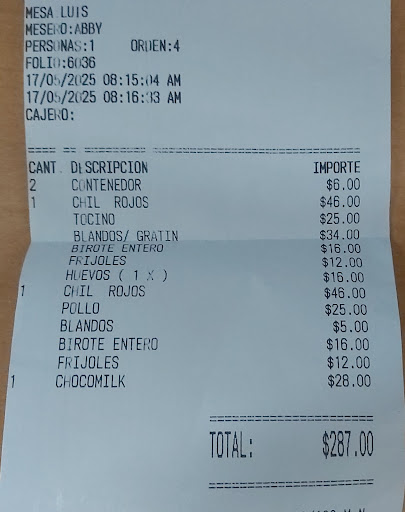 MESA LUIS
MESERO:ABBY
PERSONAS:1 ORDEN:4
FOLIO:6036
17/05/2025 08:15:04 AM
17/05/2025 08:16:33 AM
CAJERO:
CANT. DESCRIPCION IMPORTE
2 CONTENEDOR $6.00
1 CHIL ROJOS $46.00
TOCINO $25.00
BLANDOS/ GRATIN $34.00
BIROTE ENTERO $16.00
FRIJOLES $12.00
HUEVOS ( 1 X ) $16.00
1 CHIL ROJOS $46.00
POLLO $25.00
BLANDOS $5.00
BIROTE ENTERO $16.00
FRIJOLES $12.00
1 CHOCOMILK $28.00
TOTAL: $287.00